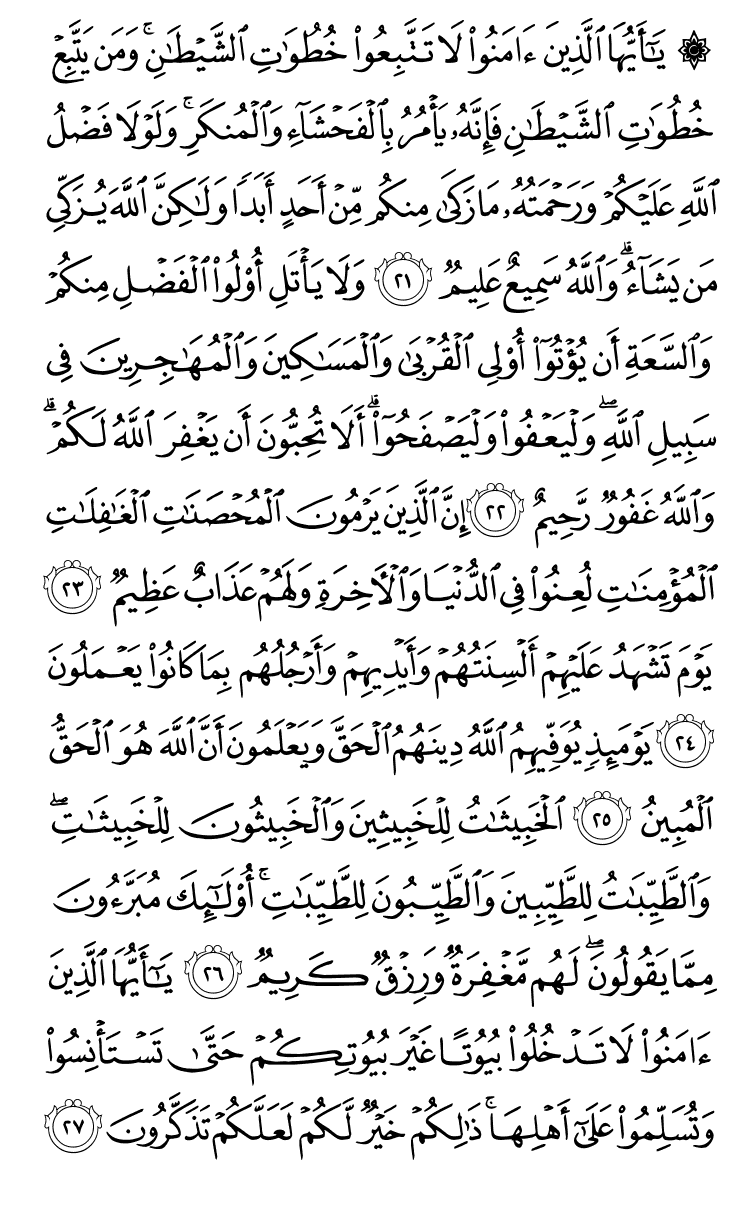 ۞ يَـٰٓأَيُّهَا ٱلَّذِينَ ءَامَنُوا۟ لَا تَتَّبِعُوا۟ خُطُوَٰتِ ٱلشَّيْطَـٰنِ ۚ وَمَن يَتَّبِعْ
خُطُوَٰتِ ٱلشَّيْطَـٰنِ فَإِنَّهُۥ يَأْمُرُ بِٱلْفَحْشَآءِ وَٱلْمُنكَرِ ۚ وَلَوْلَا فَضْلُ
ٱللَّهِ عَلَيْكُمْ وَرَحْمَتُهُۥ مَا زَكَىٰ مِنكُم مِّنْ أَحَدٍ أَبَدًا وَلَـٰكِنَّ ٱللَّهَ يُزَكِّى
مَن يَشَآءُ ۗ وَٱللَّهُ سَمِيعٌ عَلِيمٌ ٢١ وَلَا يَأْتَلِ أُو۟لُوا۟ ٱلْفَضْلِ مِنكُمْ
وَٱلسَّعَةِ أَن يُؤْتُوٓا۟ أُو۟لِى ٱلْقُرْبَىٰ وَٱلْمَسَـٰكِينَ وَٱلْمُهَـٰجِرِينَ فِى
سَبِيلِ ٱللَّهِ ۖ وَلْيَعْفُوا۟ وَلْيَصْفَحُوٓا۟ ۗ أَلَا تُحِبُّونَ أَن يَغْفِرَ ٱللَّهُ لَكُمْ ۗ
وَٱللَّهُ غَفُورٌ رَّحِيمٌ ٢٢ إِنَّ ٱلَّذِينَ يَرْمُونَ ٱلْمُحْصَنَـٰتِ ٱلْغَـٰفِلَـٰتِ
ٱلْمُؤْمِنَـٰتِ لُعِنُوا۟ فِى ٱلدُّنْيَا وَٱلْـَٔاخِرَةِ وَلَهُمْ عَذَابٌ عَظِيمٌ ٢٣
يَوْمَ تَشْهَدُ عَلَيْهِمْ أَلْسِنَتُهُمْ وَأَيْدِيهِمْ وَأَرْجُلُهُم بِمَا كَانُوا۟ يَعْمَلُونَ
٢٤ يَوْمَئِذٍ يُوَفِّيهِمُ ٱللَّهُ دِينَهُمُ ٱلْحَقَّ وَيَعْلَمُونَ أَنَّ ٱللَّهَ هُوَ ٱلْحَقُّ
ٱلْمُبِينُ ٢٥ ٱلْخَبِيثَـٰتُ لِلْخَبِيثِينَ وَٱلْخَبِيثُونَ لِلْخَبِيثَـٰتِ ۖ
وَٱلطَّيِّبَـٰتُ لِلطَّيِّبِينَ وَٱلطَّيِّبُونَ لِلطَّيِّبَـٰتِ ۚ أُو۟لَـٰٓئِكَ مُبَرَّءُونَ
مِمَّا يَقُولُونَ ۖ لَهُم مَّغْفِرَةٌ وَرِزْقٌ كَرِيمٌ ٢٦ يَـٰٓأَيُّهَا ٱلَّذِينَ
ءَامَنُوا۟ لَا تَدْخُلُوا۟ بُيُوتًا غَيْرَ بُيُوتِكُمْ حَتَّىٰ تَسْتَأْنِسُوا۟
وَتُسَلِّمُوا۟ عَلَىٰٓ أَهْلِهَا ۚ ذَٰلِكُمْ خَيْرٌ لَّكُمْ لَعَلَّكُمْ تَذَكَّرُونَ ٢٧